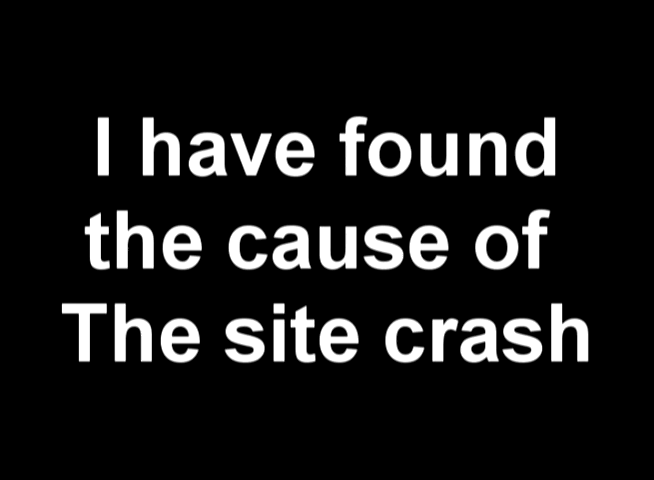 I have found
the cause of
The site crash